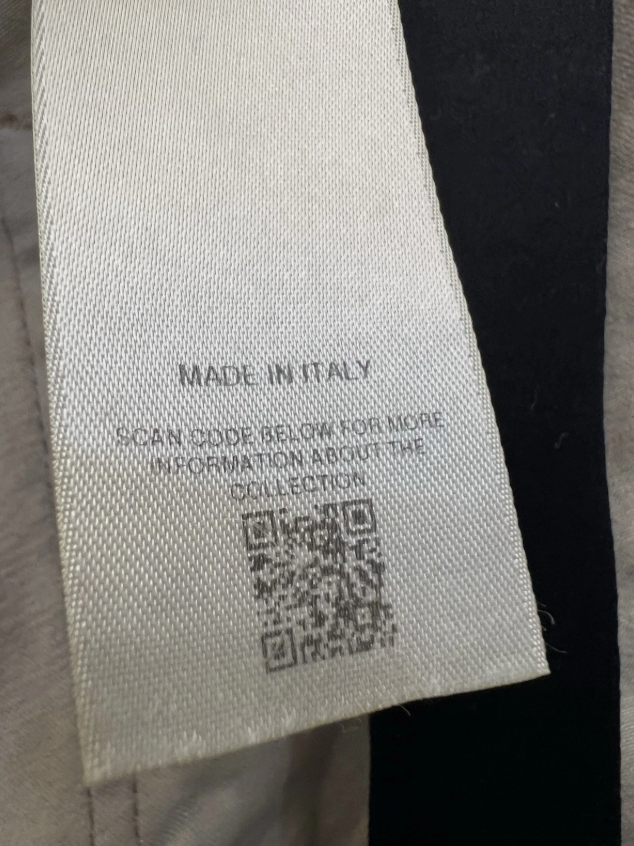 MADE IN ITALY
SCAN CODE BELOW FOR MORE
INFORMATION ABOUT THE
COLLECTION